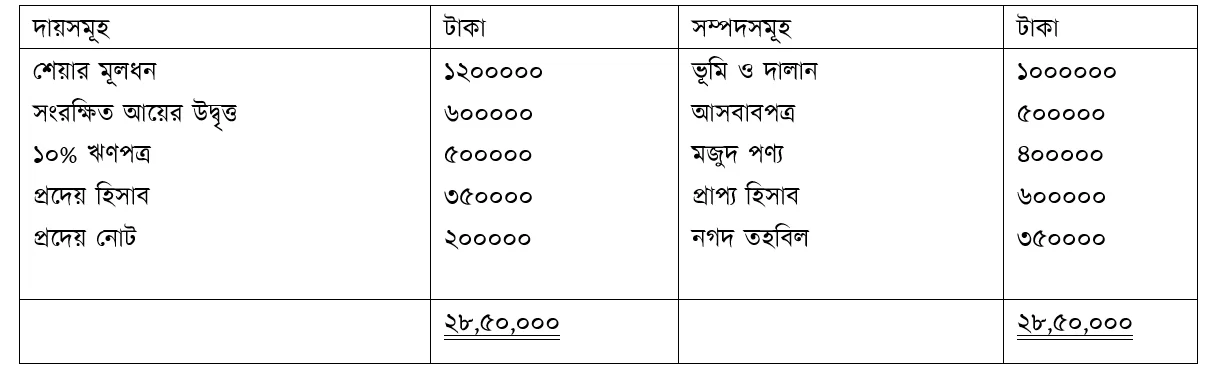 দায়সমূহ টাকা সম্পদসমূহ টাকা
শেয়ার মূলধন ১২০০০০০ ভূমি ও দালান ১০০০০০০
সংরক্ষিত আয়ের উদ্বৃত্ত ৬০০০০০ আসবাবপত্র ৫০০০০০
১০% ঋণপত্র ৫০০০০০ মজুদ পণ্য ৪০০০০০
প্রদেয় হিসাব ৩৫০০০০ প্রাপ্য হিসাব ৬০০০০০
প্রদেয় নোট ২০০০০০ নগদ তহবিল ৩৫০০০০
২৮,৫০,০০০ ২৮,৫০,০০০